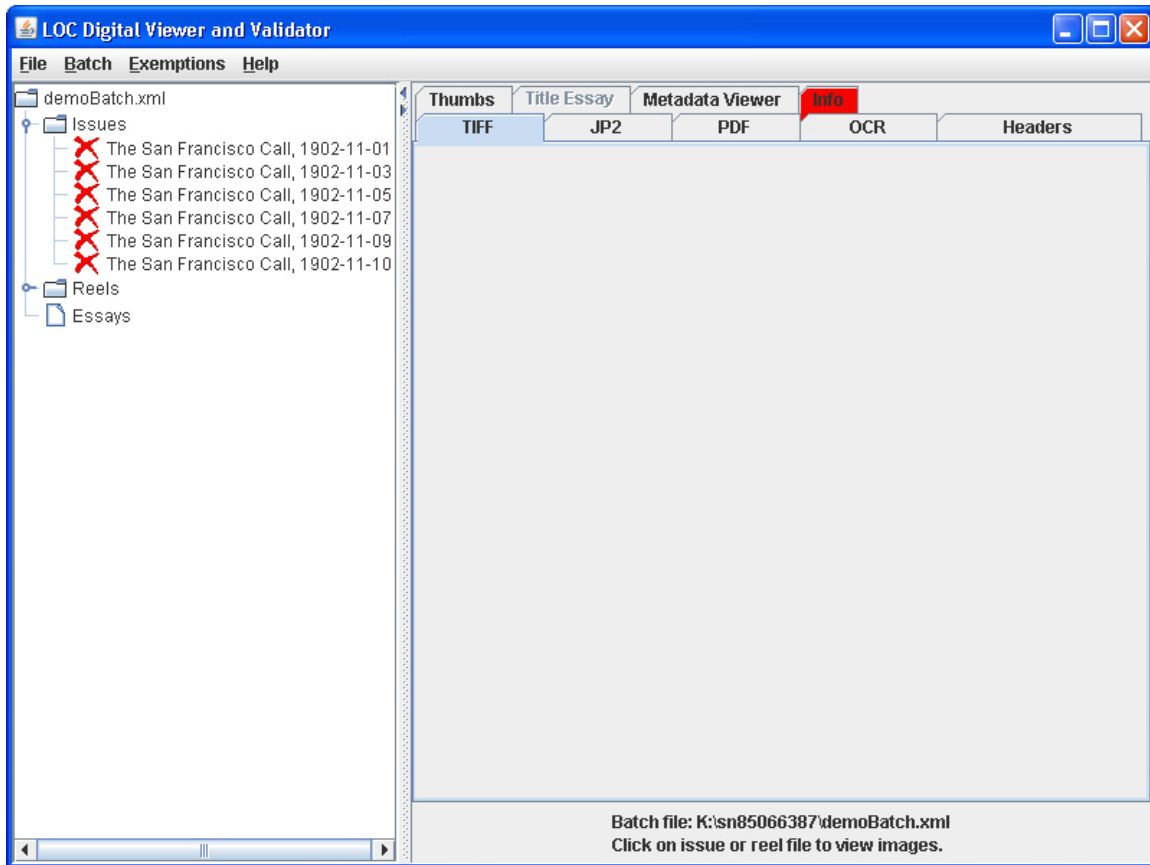 LOC Digital Viewer and Validator
File Batch Exemptions Help
demoBatch.xml
Issues
The San Francisco Call, 1902-11-01
The San Francisco Call, 1902-11-03
The San Francisco Call, 1902-11-05
The San Francisco Call, 1902-11-07
The San Francisco Call, 1902-11-09
The San Francisco Call, 1902-11-10
Reels
Essays
Thumbs Title Essay Metadata Viewer Info
TIFF JP2 PDF OCR Headers
Batch file: K:\sn85066387\demoBatch.xml
Click on issue or reel file to view images.